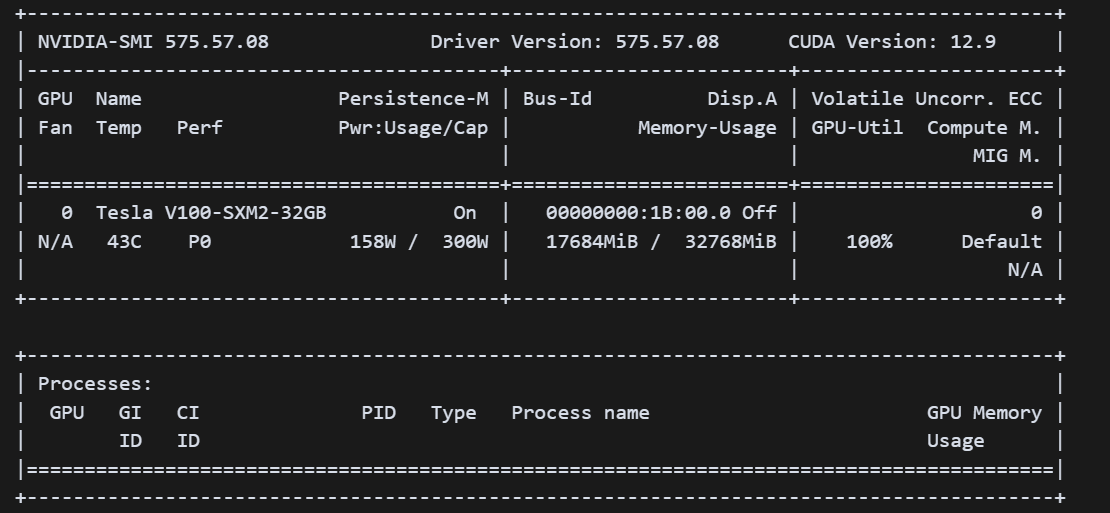 +-----------------------------------------------------------------------------------------+
| NVIDIA-SMI 575.57.08              Driver Version: 575.57.08      CUDA Version: 12.9     |
|-----------------------------------------+------------------------+----------------------+
| GPU  Name                 Persistence-M | Bus-Id          Disp.A | Volatile Uncorr. ECC |
| Fan  Temp   Perf          Pwr:Usage/Cap |           Memory-Usage | GPU-Util  Compute M. |
|                                         |                        |               MIG M. |
|=========================================+========================+======================|
|   0  Tesla V100-SXM2-32GB           On  |   00000000:1B:00.0 Off |                    0 |
| N/A   43C    P0            158W /  300W |   17684MiB /  32768MiB |    100%      Default |
|                                         |                        |                  N/A |
+-----------------------------------------+------------------------+----------------------+
+-----------------------------------------------------------------------------------------+
| Processes:                                                                              |
|  GPU   GI   CI              PID   Type   Process name                        GPU Memory |
|        ID   ID                                                               Usage      |
|=========================================================================================|
+-----------------------------------------------------------------------------------------+